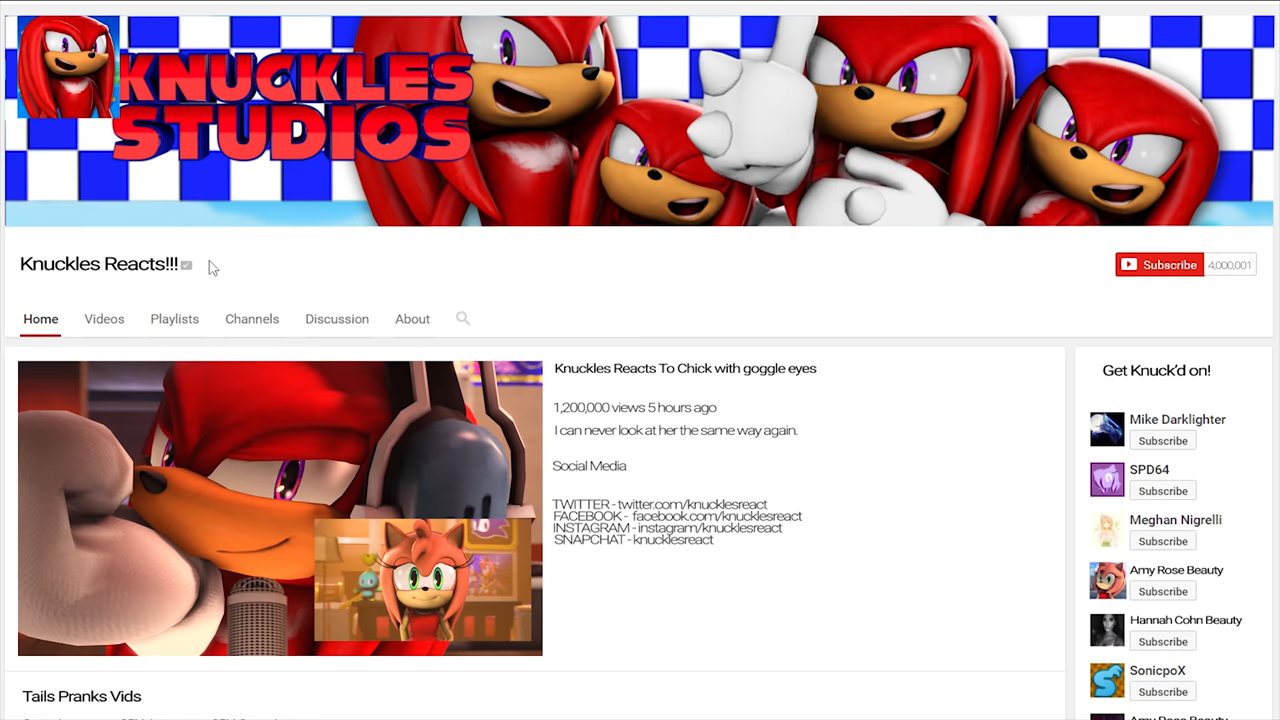 KNUCKLES
STUDIOS
Knuckles Reacts!!!
Subscribe 4,000,001
Home Videos Playlists Channels Discussion About
Knuckles Reacts To Chick with goggle eyes
1,200,000 views 5 hours ago
I can never look at her the same way again.
Social Media
TWITTER - twitter.com/knucklesreact
FACEBOOK - facebook.com/knucklesreact
INSTAGRAM - instagram/knucklesreact
SNAPCHAT - knucklesreact
Get Knuck'd on!
Mike Darklighter
Subscribe
SPD64
Subscribe
Meghan Nigrelli
Subscribe
Amy Rose Beauty
Subscribe
Hannah Cohn Beauty
Subscribe
SonicpoX
Subscribe
Amy Rose Beauty
Tails Pranks Vids